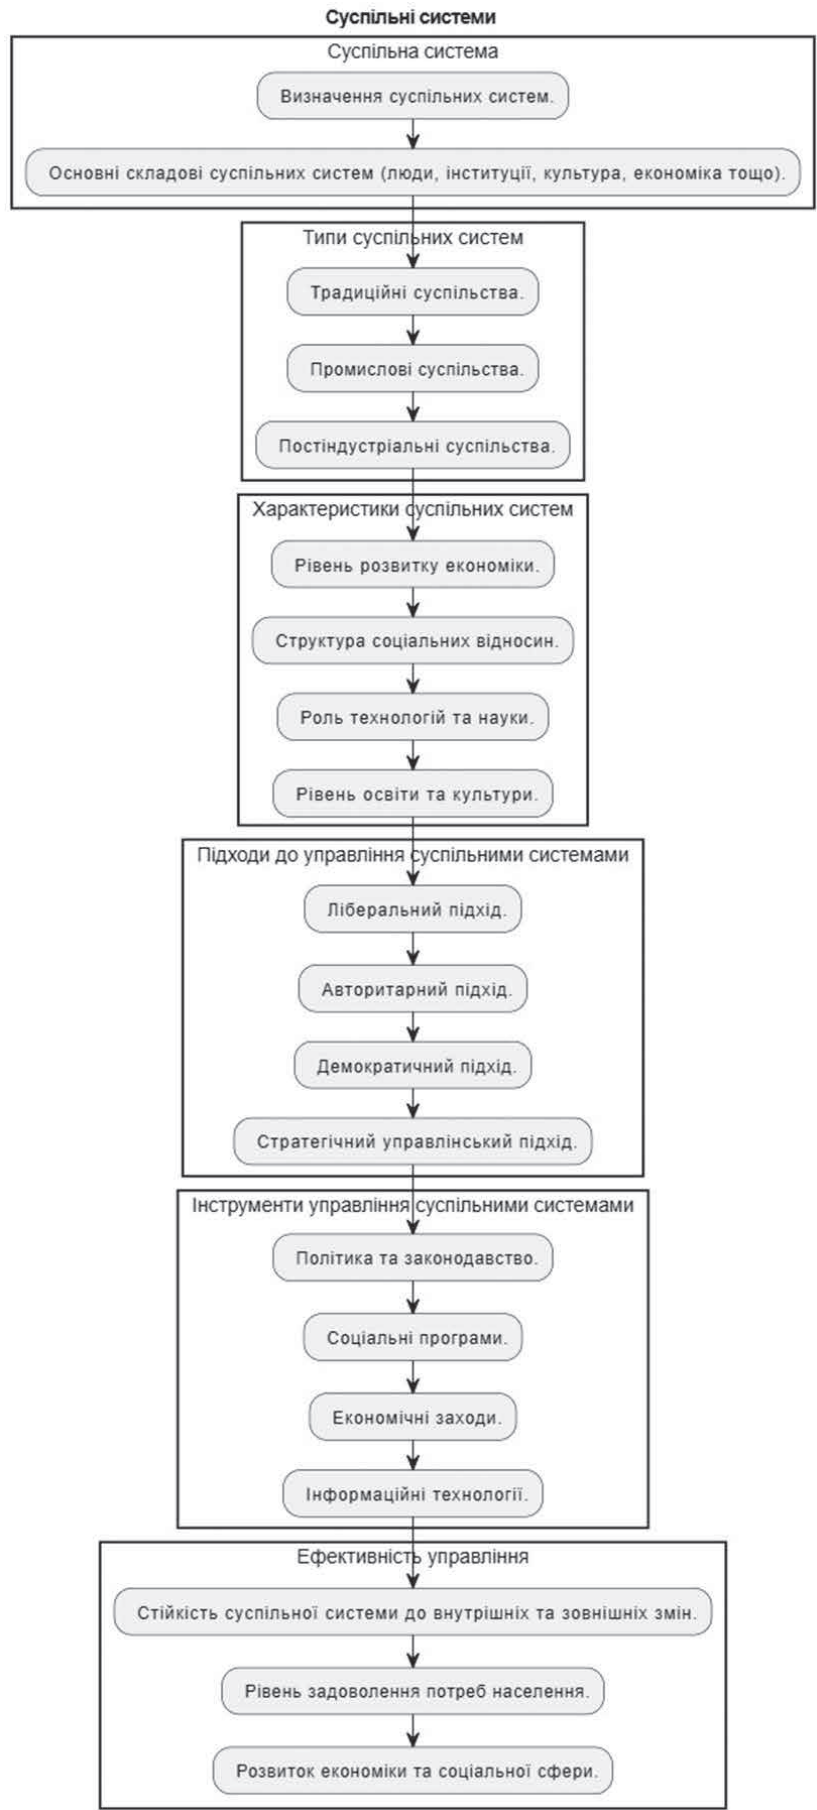 Суспільні системи
Суспільна система
Визначення суспільних систем.
Основні складові суспільних систем (люди, інституції, культура, економіка тощо).
Типи суспільних систем
Традиційні суспільства.
Промислові суспільства.
Постіндустріальні суспільства.
Характеристики суспільних систем
Рівень розвитку економіки.
Структура соціальних відносин.
Роль технологій та науки.
Рівень освіти та культури.
Підходи до управління суспільними системами
Ліберальний підхід.
Авторитарний підхід.
Демократичний підхід.
Стратегічний управлінський підхід.
Інструменти управління суспільними системами
Політика та законодавство.
Соціальні програми.
Економічні заходи.
Інформаційні технології.
Ефективність управління
Стійкість суспільної системи до внутрішніх та зовнішніх змін.
Рівень задоволення потреб населення.
Розвиток економіки та соціальної сфери.